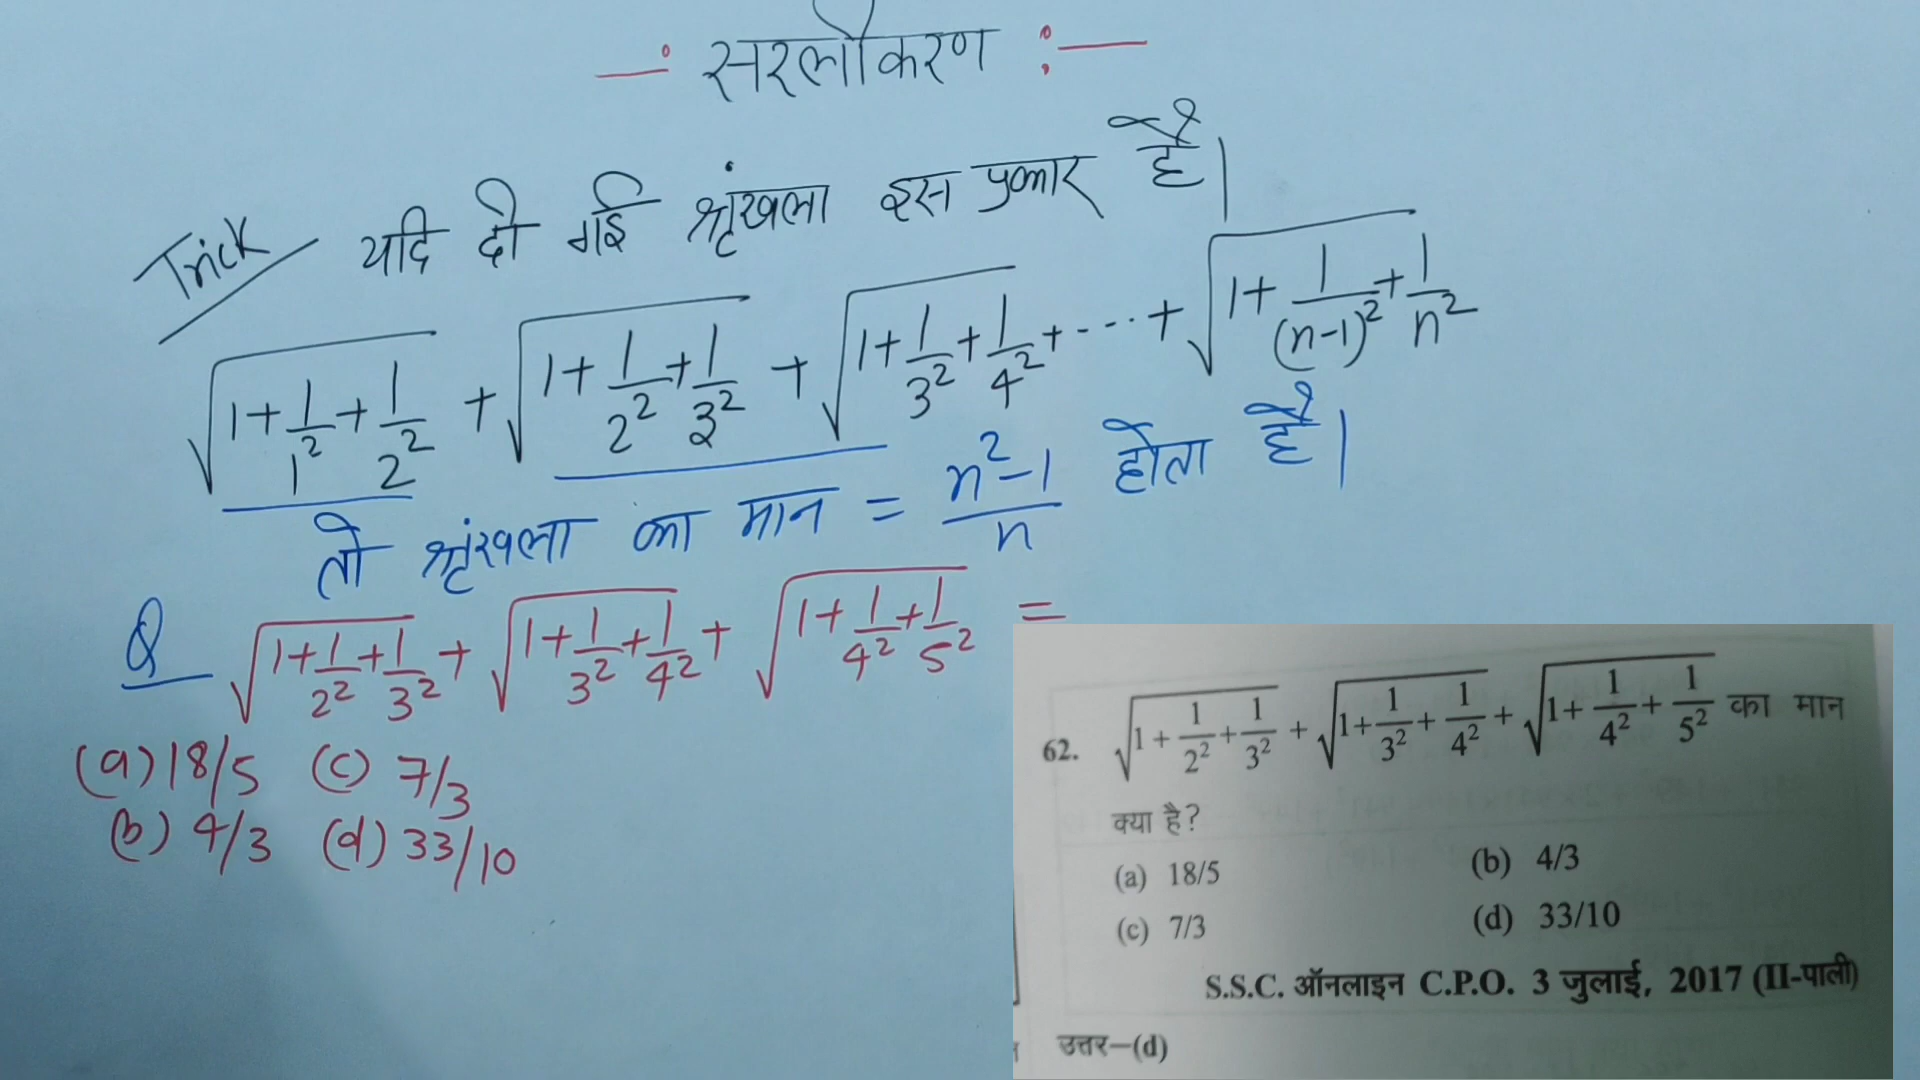 —: सरलीकरण :—
Trick यदि दी गई श्रृंखला इस प्रकार है।
√(1+1/1²+1/2²) + √(1+1/2²+1/3²) + √(1+1/3²+1/4²) + --- + √(1+1/(n-1)²+1/n²)
तो श्रृंखला का मान = (n²-1)/n होता है।
Q √(1+1/2²+1/3²) + √(1+1/3²+1/4²) + √(1+1/4²+1/5²) =
(a) 18/5 (c) 7/3
(b) 4/3 (d) 33/10
62. √(1+1/2²+1/3²) + √(1+1/3²+1/4²) + √(1+1/4²+1/5²) का मान
क्या है?
(a) 18/5 (b) 4/3
(c) 7/3 (d) 33/10
S.S.C. ऑनलाइन C.P.O. 3 जुलाई, 2017 (II-पाली)
उत्तर–(d)